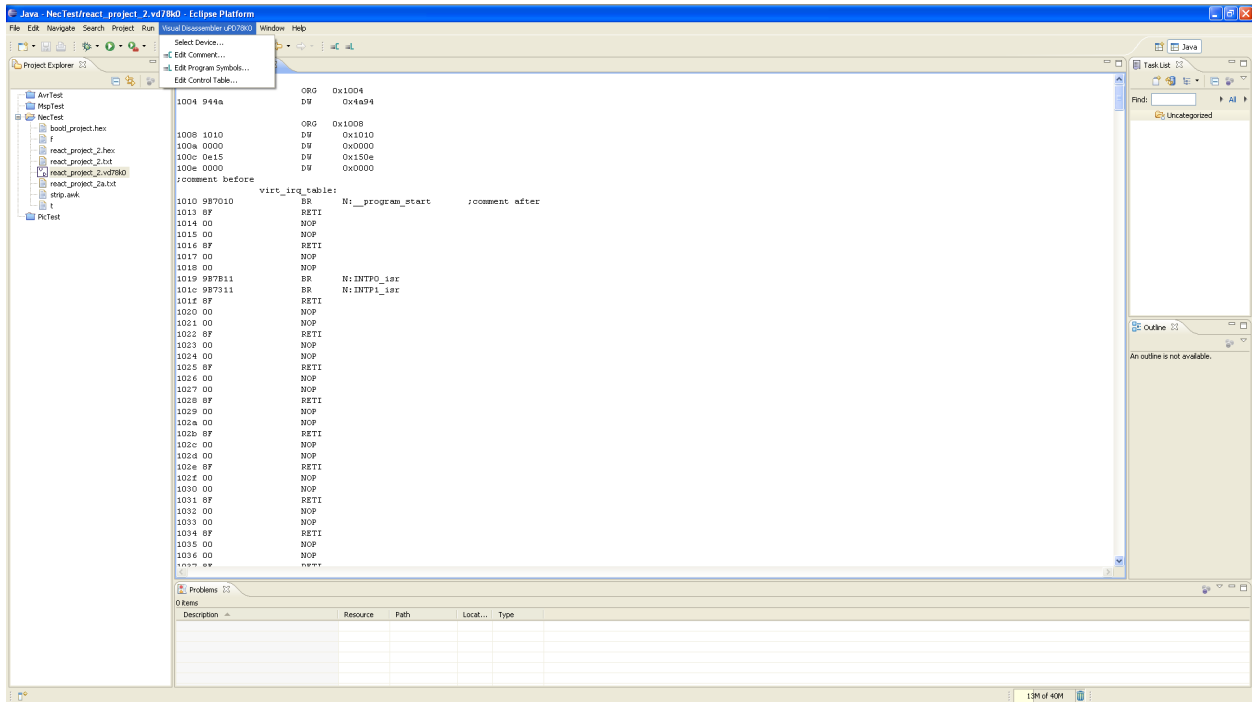 Java - NecTest/react_project_2.vd78k0 - Eclipse Platform
File Edit Navigate Search Project Run Visual Disassembler uPD78K0 Window Help
Select Device...
Edit Comment...
Edit Program Symbols...
Edit Control Table...
Java
Project Explorer
AvrTest
MspTest
NecTest
bootl_project.hex
f
react_project_2.hex
react_project_2.txt
react_project_2.vd78k0
react_project_2a.txt
strip.awk
t
PicTest
ORG 0x1004
1004 944a DW 0x4a94
ORG 0x1008
1008 1010 DW 0x1010
100a 0000 DW 0x0000
100c 0e15 DW 0x150e
100e 0000 DW 0x0000
;comment before
virt_irq_table:
1010 9B7010 BR N:__program_start ;comment after
1013 8F RETI
1014 00 NOP
1015 00 NOP
1016 8F RETI
1017 00 NOP
1018 00 NOP
1019 9B7B11 BR N:INTP0_isr
101c 9B7311 BR N:INTP1_isr
101f 8F RETI
1020 00 NOP
1021 00 NOP
1022 8F RETI
1023 00 NOP
1024 00 NOP
1025 8F RETI
1026 00 NOP
1027 00 NOP
1028 8F RETI
1029 00 NOP
102a 00 NOP
102b 8F RETI
102c 00 NOP
102d 00 NOP
102e 8F RETI
102f 00 NOP
1030 00 NOP
1031 8F RETI
1032 00 NOP
1033 00 NOP
1034 8F RETI
1035 00 NOP
1036 00 NOP
1037 8F RETI
Task List
Find: All
Uncategorized
Outline
An outline is not available.
Problems
0 items
Description Resource Path Locat... Type
13M of 40M